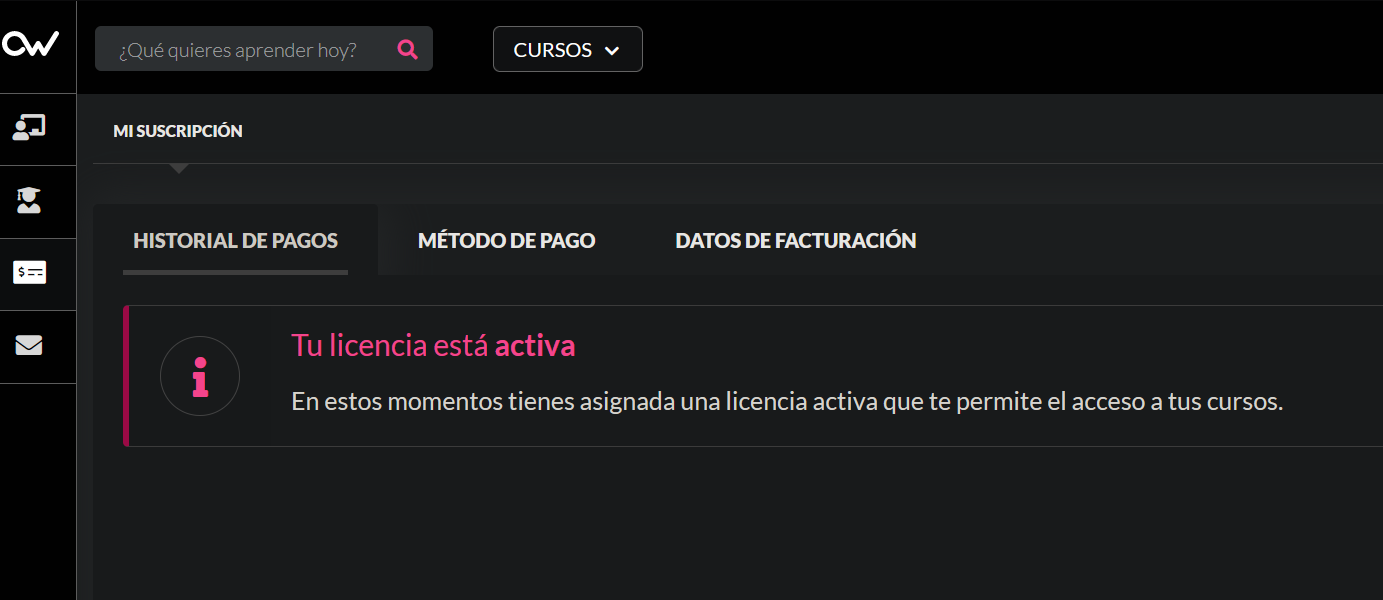 ¿Qué quieres aprender hoy?
CURSOS
MI SUSCRIPCIÓN
HISTORIAL DE PAGOS
MÉTODO DE PAGO
DATOS DE FACTURACIÓN
Tu licencia está activa
En estos momentos tienes asignada una licencia activa que te permite el acceso a tus cursos.